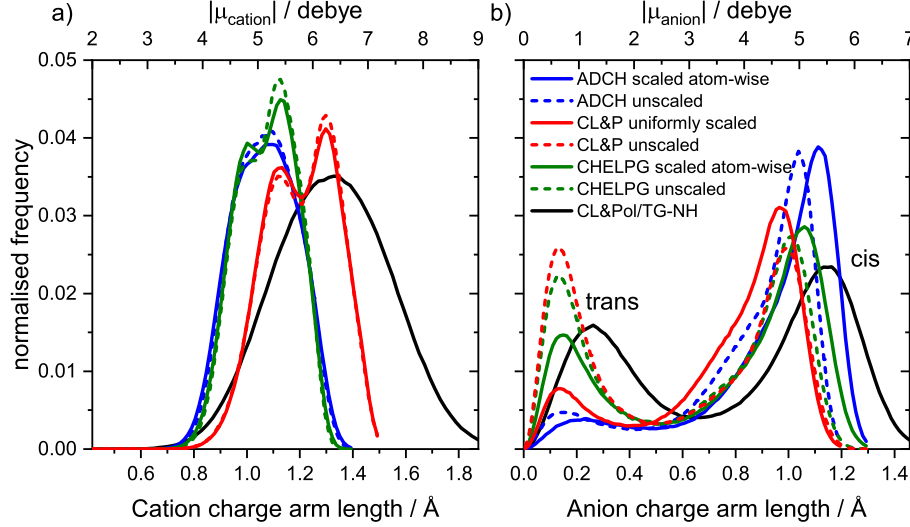 a)
|μcation| / debye
2 3 4 5 6 7 8 9
normalised frequency
0.05
0.04
0.03
0.02
0.01
0.00
0.6 0.8 1.0 1.2 1.4 1.6 1.8
Cation charge arm length / Å
b)
|μanion| / debye
0 1 2 3 4 5 6 7
ADCH scaled atom-wise
ADCH unscaled
CL&P uniformly scaled
CL&P unscaled
CHELPG scaled atom-wise
CHELPG unscaled
CL&Pol/TG-NH
trans
cis
0.0 0.2 0.4 0.6 0.8 1.0 1.2 1.4
Anion charge arm length / Å